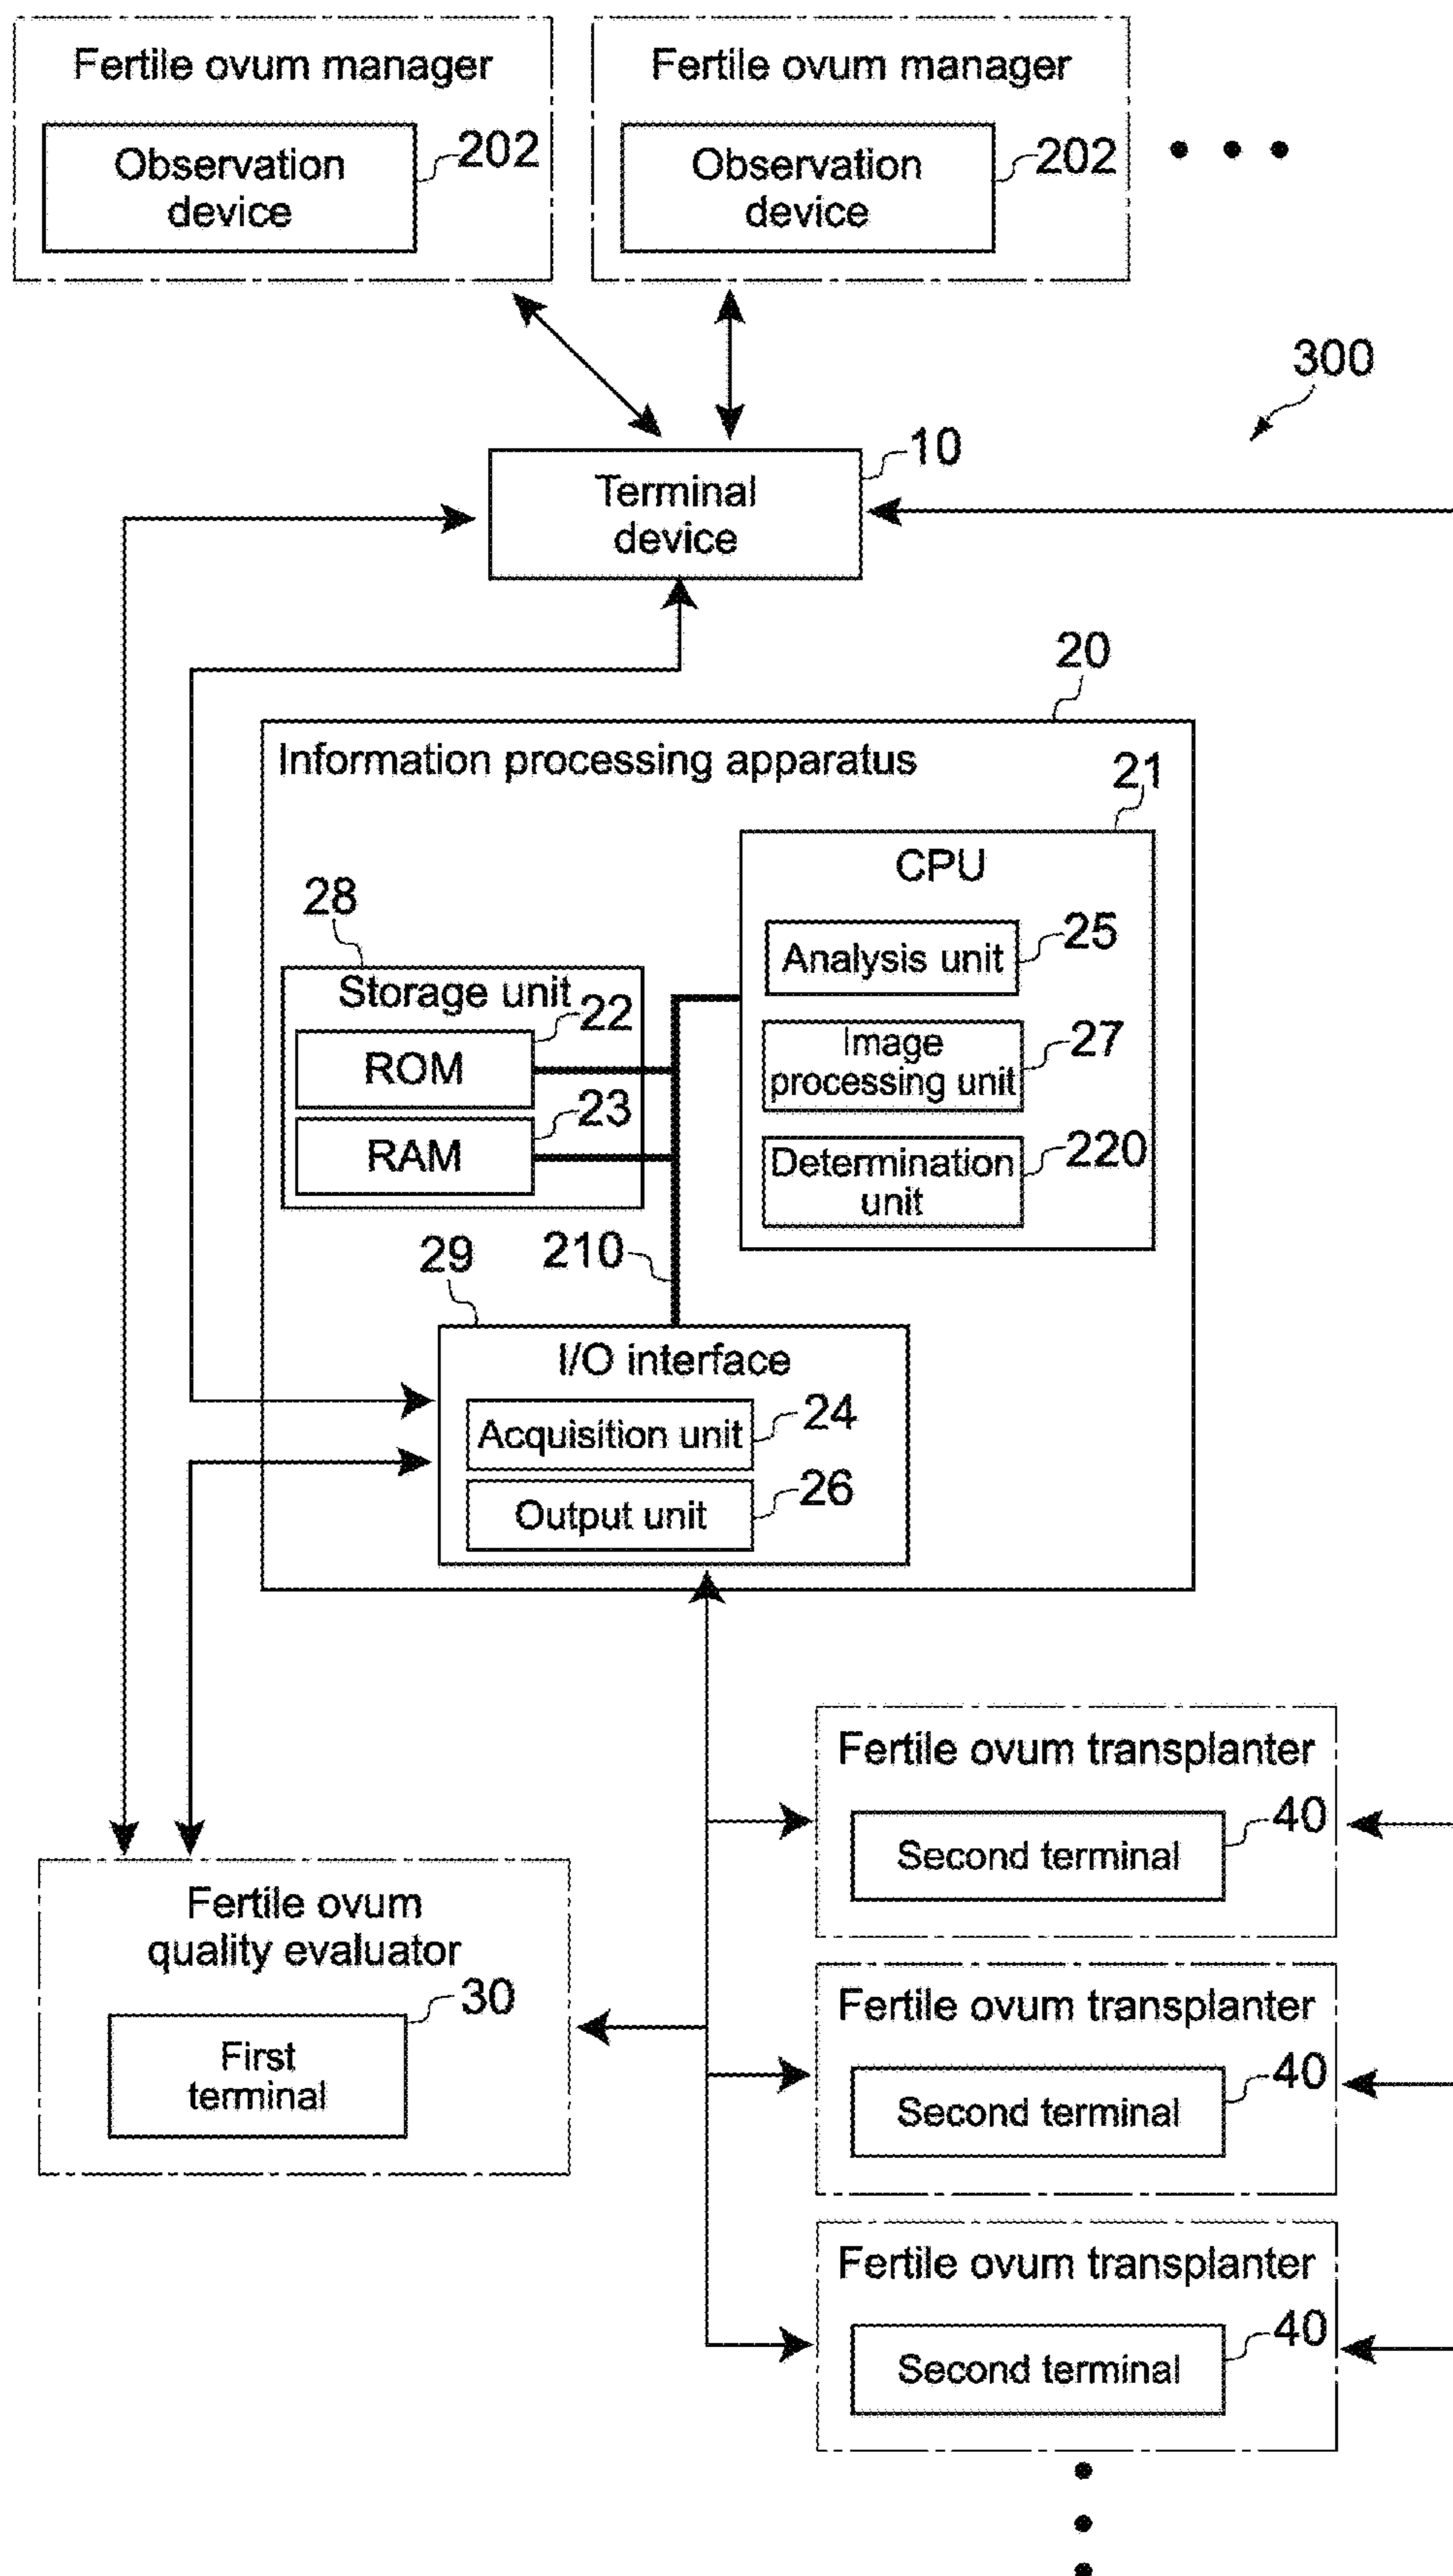 Fertile ovum manager
Observation
device
202
Fertile ovum manager
Observation
device
202
300
10
Terminal
device
20
Information processing apparatus
21
CPU
Analysis unit
25
Image
processing unit
27
Determination
unit
220
28
Storage unit
ROM
22
RAM
23
210
29
I/O interface
Acquisition unit
24
Output unit
26
Fertile ovum
quality evaluator
First
terminal
30
Fertile ovum transplanter
Second terminal
40
Fertile ovum transplanter
Second terminal
40
Fertile ovum transplanter
Second terminal
40